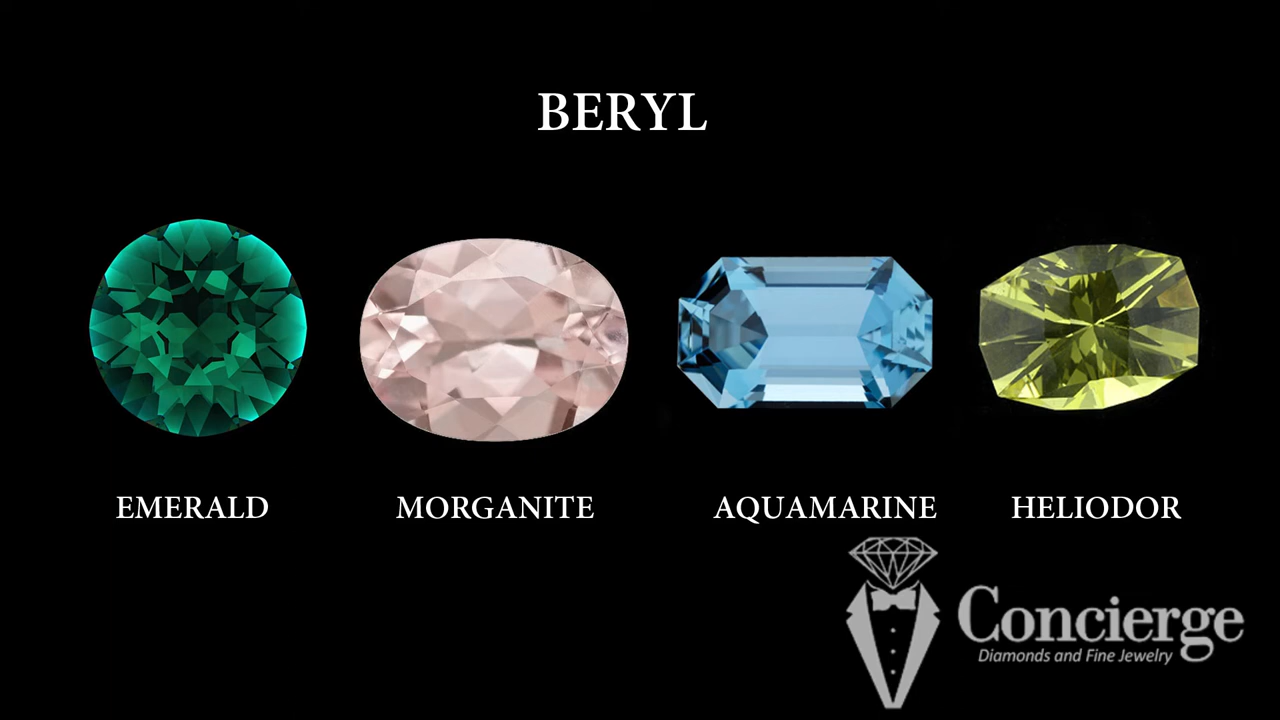 BERYL
EMERALD MORGANITE AQUAMARINE HELIODOR
Concierge
Diamonds and Fine Jewelry